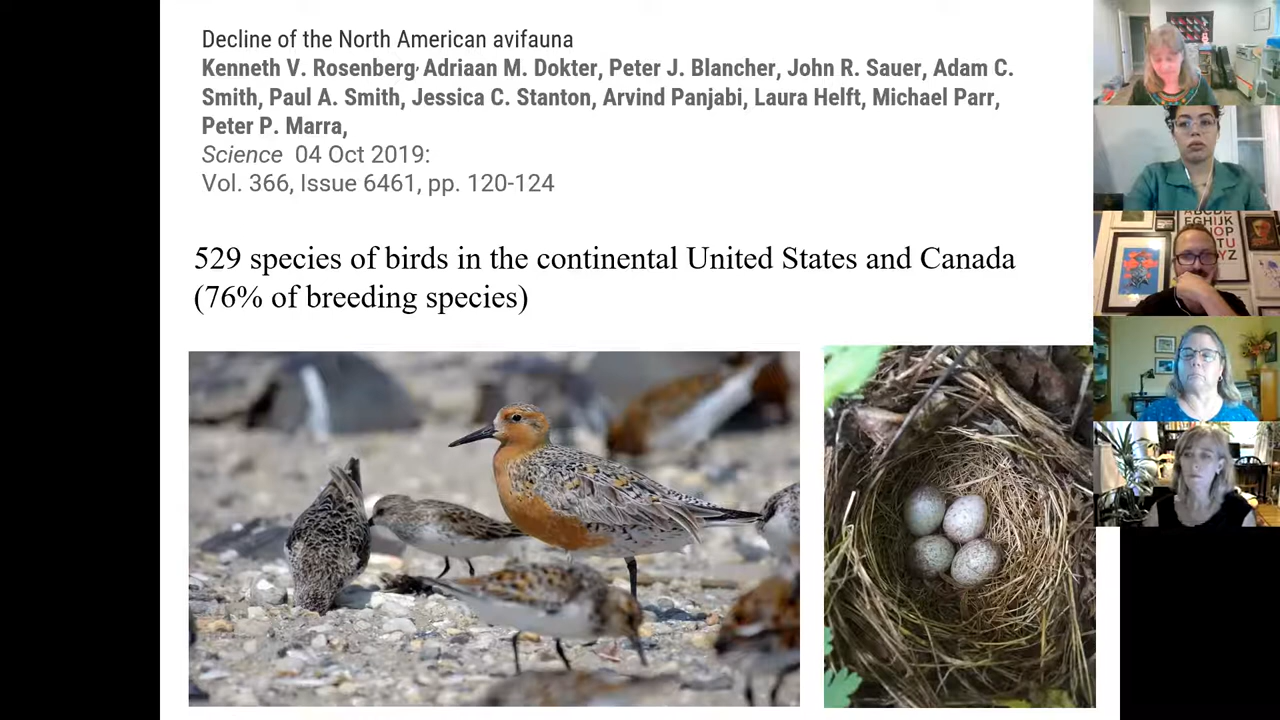 Decline of the North American avifauna
Kenneth V. Rosenberg, Adriaan M. Dokter, Peter J. Blancher, John R. Sauer, Adam C.
Smith, Paul A. Smith, Jessica C. Stanton, Arvind Panjabi, Laura Helft, Michael Parr,
Peter P. Marra,
Science 04 Oct 2019:
Vol. 366, Issue 6461, pp. 120-124
529 species of birds in the continental United States and Canada
(76% of breeding species)